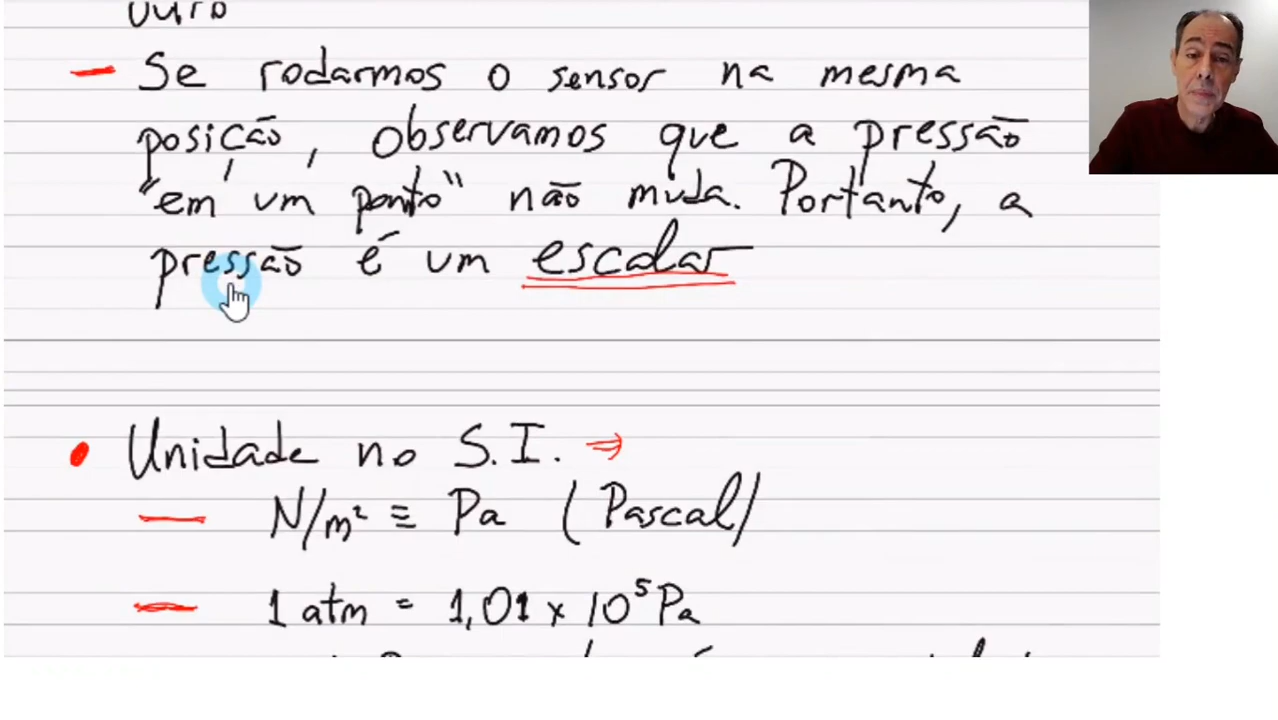 - Se rodarmos o sensor na mesma
posição, observamos que a pressão
"em um ponto" não muda. Portanto, a
pressão é um escalar
• Unidade no S.I. ⇒
- N/m² ≡ Pa (Pascal)
- 1 atm = 1,01 x 10⁵ Pa